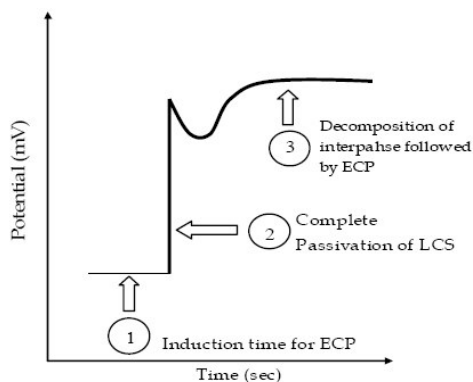 Potential (mV)
3
Decomposition of
interpahse followed
by ECP
2
Complete
Passivation of LCS
1
Induction time for ECP
Time (sec)